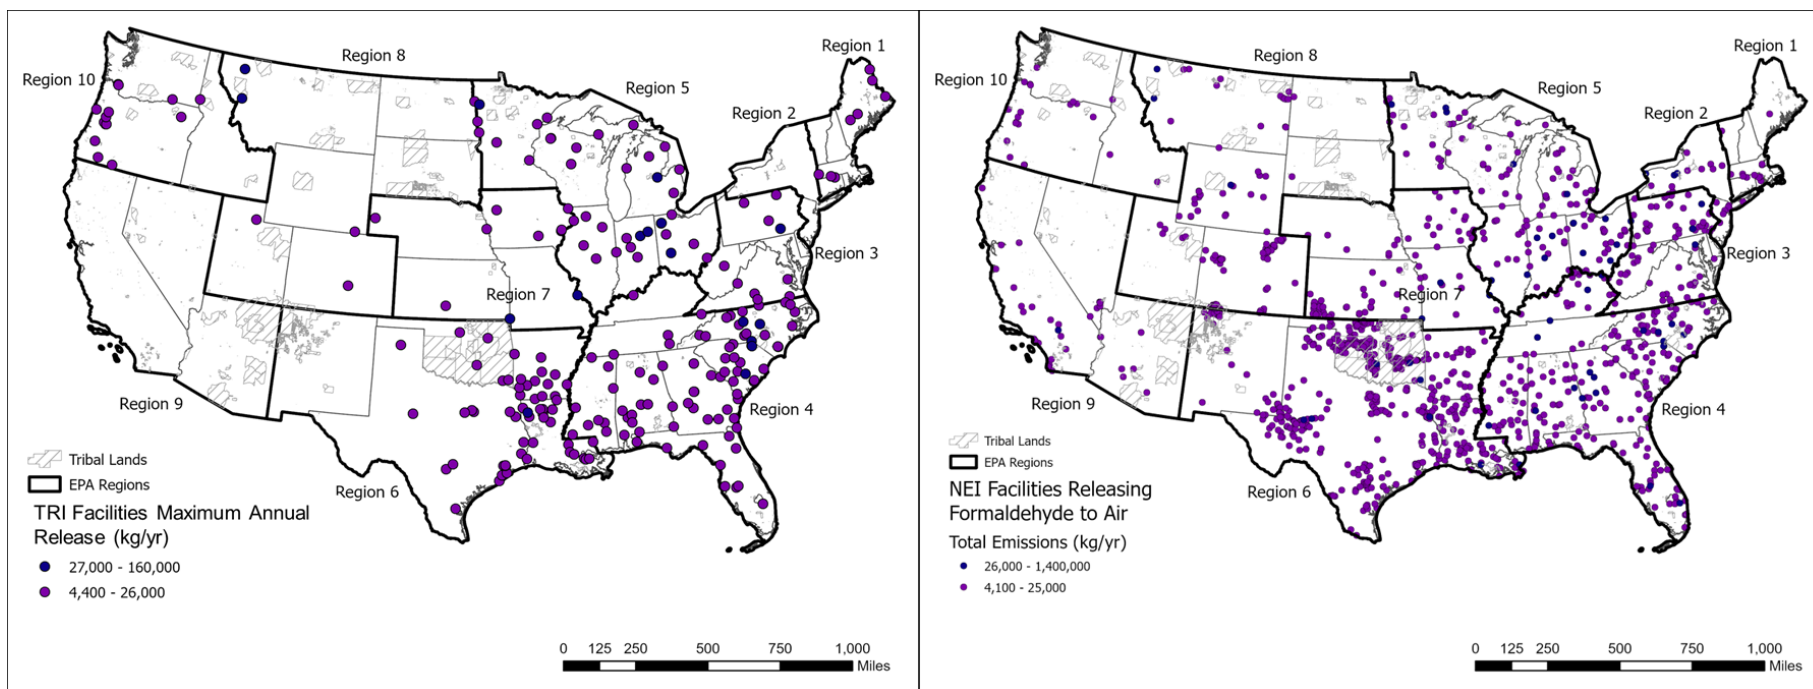 Region 1
Region 8
Region 10
Region 5
Region 2
Region 3
Region 7
Region 9
Region 4
Region 6
Tribal Lands
EPA Regions
TRI Facilities Maximum Annual
Release (kg/yr)
27,000 - 160,000
4,400 - 26,000
0 125 250 500 750 1,000
Miles
Region 1
Region 8
Region 10
Region 5
Region 2
Region 3
Region 7
Region 9
Region 4
Region 6
Tribal Lands
EPA Regions
NEI Facilities Releasing
Formaldehyde to Air
Total Emissions (kg/yr)
26,000 - 1,400,000
4,100 - 25,000
0 125 250 500 750 1,000
Miles